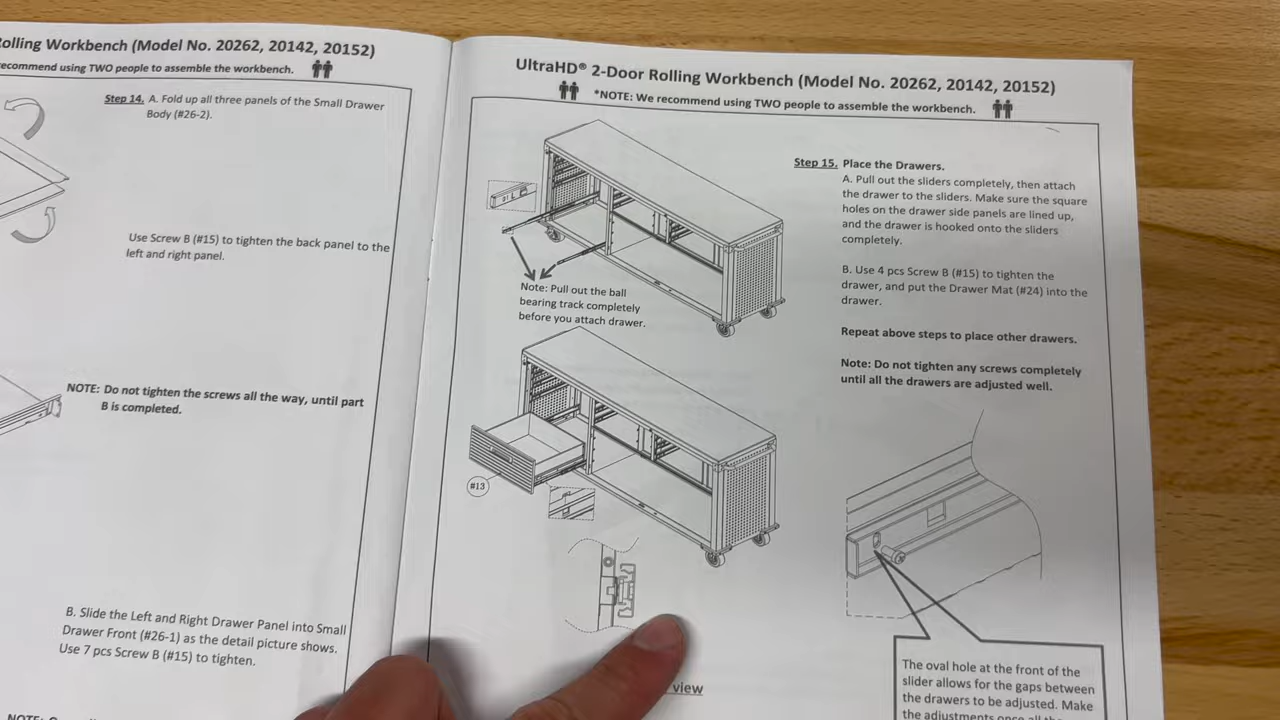 olling Workbench (Model No. 20262, 20142, 20152)
ecommend using TWO people to assemble the workbench.
Step 14. A. Fold up all three panels of the Small Drawer
Body (#26-2).
Use Screw B (#15) to tighten the back panel to the
left and right panel.
NOTE: Do not tighten the screws all the way, until part
B is completed.
B. Slide the Left and Right Drawer Panel into Small
Drawer Front (#26-1) as the detail picture shows.
Use 7 pcs Screw B (#15) to tighten.
NOTE:
UltraHD® 2-Door Rolling Workbench (Model No. 20262, 20142, 20152)
*NOTE: We recommend using TWO people to assemble the workbench.
Note: Pull out the ball
bearing track completely
before you attach drawer.
#13
view
Step 15. Place the Drawers.
A. Pull out the sliders completely, then attach
the drawer to the sliders. Make sure the square
holes on the drawer side panels are lined up,
and the drawer is hooked onto the sliders
completely.
B. Use 4 pcs Screw B (#15) to tighten the
drawer, and put the Drawer Mat (#24) into the
drawer.
Repeat above steps to place other drawers.
Note: Do not tighten any screws completely
until all the drawers are adjusted well.
The oval hole at the front of the
slider allows for the gaps between
the drawers to be adjusted. Make
the adjustments once all the